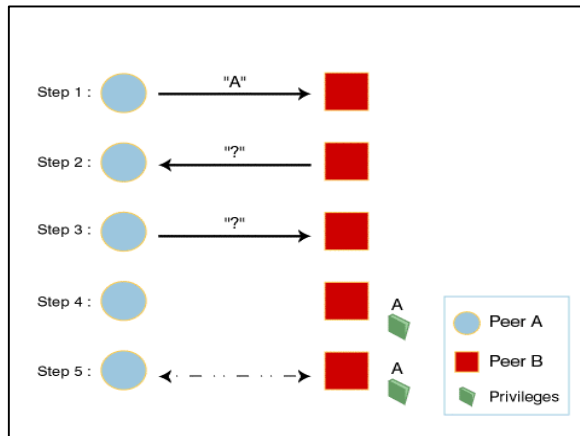 Step 1 :
"A"
Step 2 :
"?"
Step 3 :
"?"
Step 4 :
A
Step 5 :
A
Peer A
Peer B
Privileges